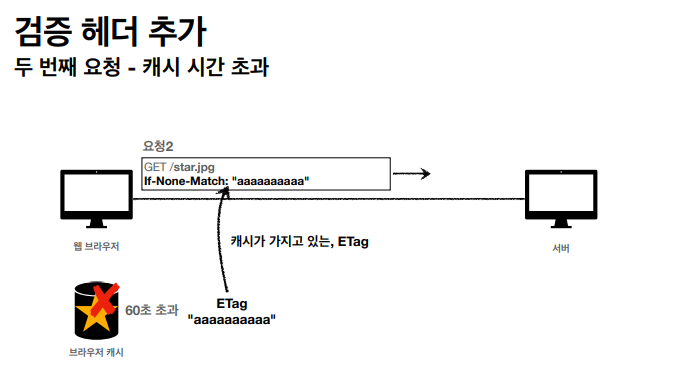 검증 헤더 추가
두 번째 요청 - 캐시 시간 초과
요청2
GET /star.jpg
If-None-Match: "aaaaaaaaaa"
웹 브라우저
서버
캐시가 가지고 있는, ETag
60초 초과
ETag
"aaaaaaaaaa"
브라우저 캐시